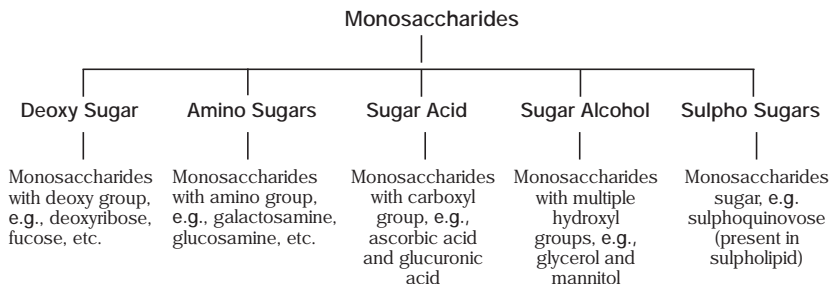 Monosaccharides
Deoxy Sugar
Amino Sugars
Sugar Acid
Sugar Alcohol
Sulpho Sugars
Monosaccharides
with deoxy group,
e.g., deoxyribose,
fucose, etc.
Monosaccharides
with amino group,
e.g., galactosamine,
glucosamine, etc.
Monosaccharides
with carboxyl
group, e.g.,
ascorbic acid
and glucuronic
acid
Monosaccharides
with multiple
hydroxyl
groups, e.g.,
glycerol and
mannitol
Monosaccharides
sugar, e.g.
sulphoquinovose
(present in
sulpholipid)